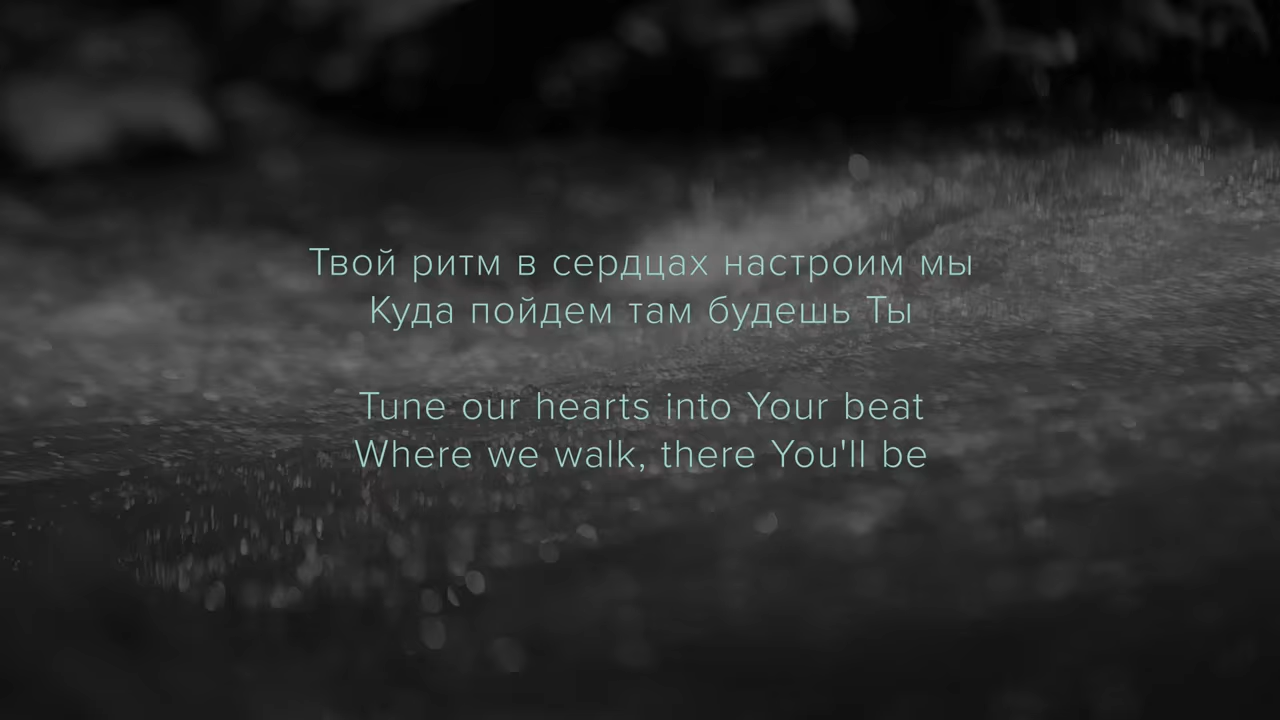 Твой ритм в сердцах настроим мы
Куда пойдем там будешь Ты
Tune our hearts into Your beat
Where we walk, there You'll be